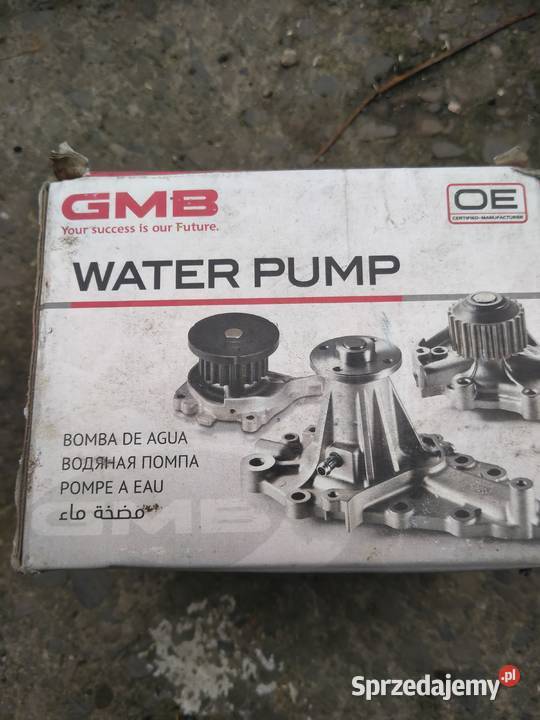 GMB
Your success is our Future.
OE
CERTIFIED-MANUFACTURER
WATER PUMP
BOMBA DE AGUA
ВОДЯНАЯ ПОМПА
POMPE A EAU
مضخة ماء
GMB
Sprzedajemy.pl